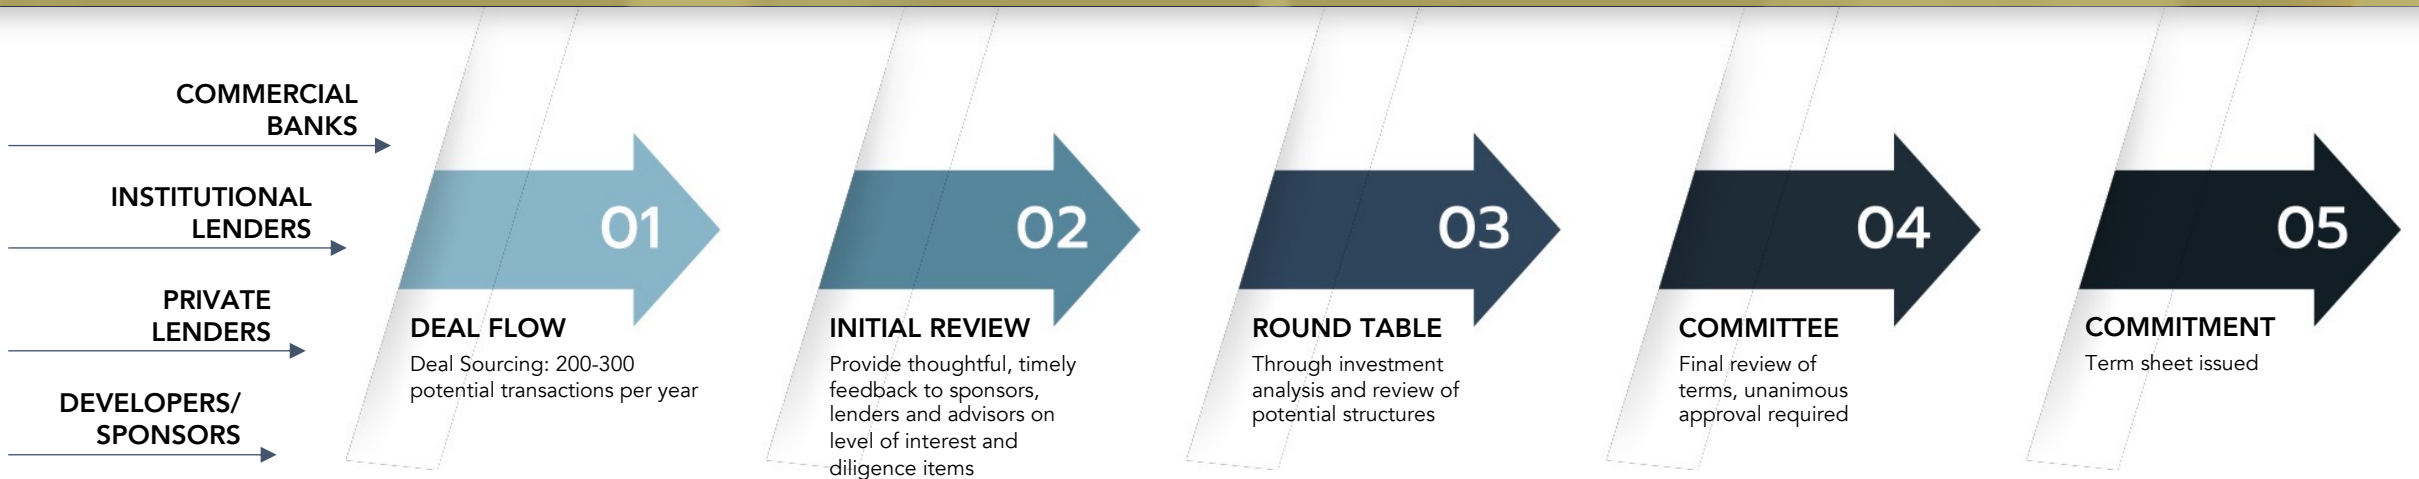 COMMERCIAL
BANKS
INSTITUTIONAL
LENDERS
PRIVATE
LENDERS
DEVELOPERS/
SPONSORS
01
DEAL FLOW
Deal Sourcing: 200-300
potential transactions per year
02
INITIAL REVIEW
Provide thoughtful, timely
feedback to sponsors,
lenders and advisors on
level of interest and
diligence items
03
ROUND TABLE
Through investment
analysis and review of
potential structures
04
COMMITTEE
Final review of
terms, unanimous
approval required
05
COMMITMENT
Term sheet issued